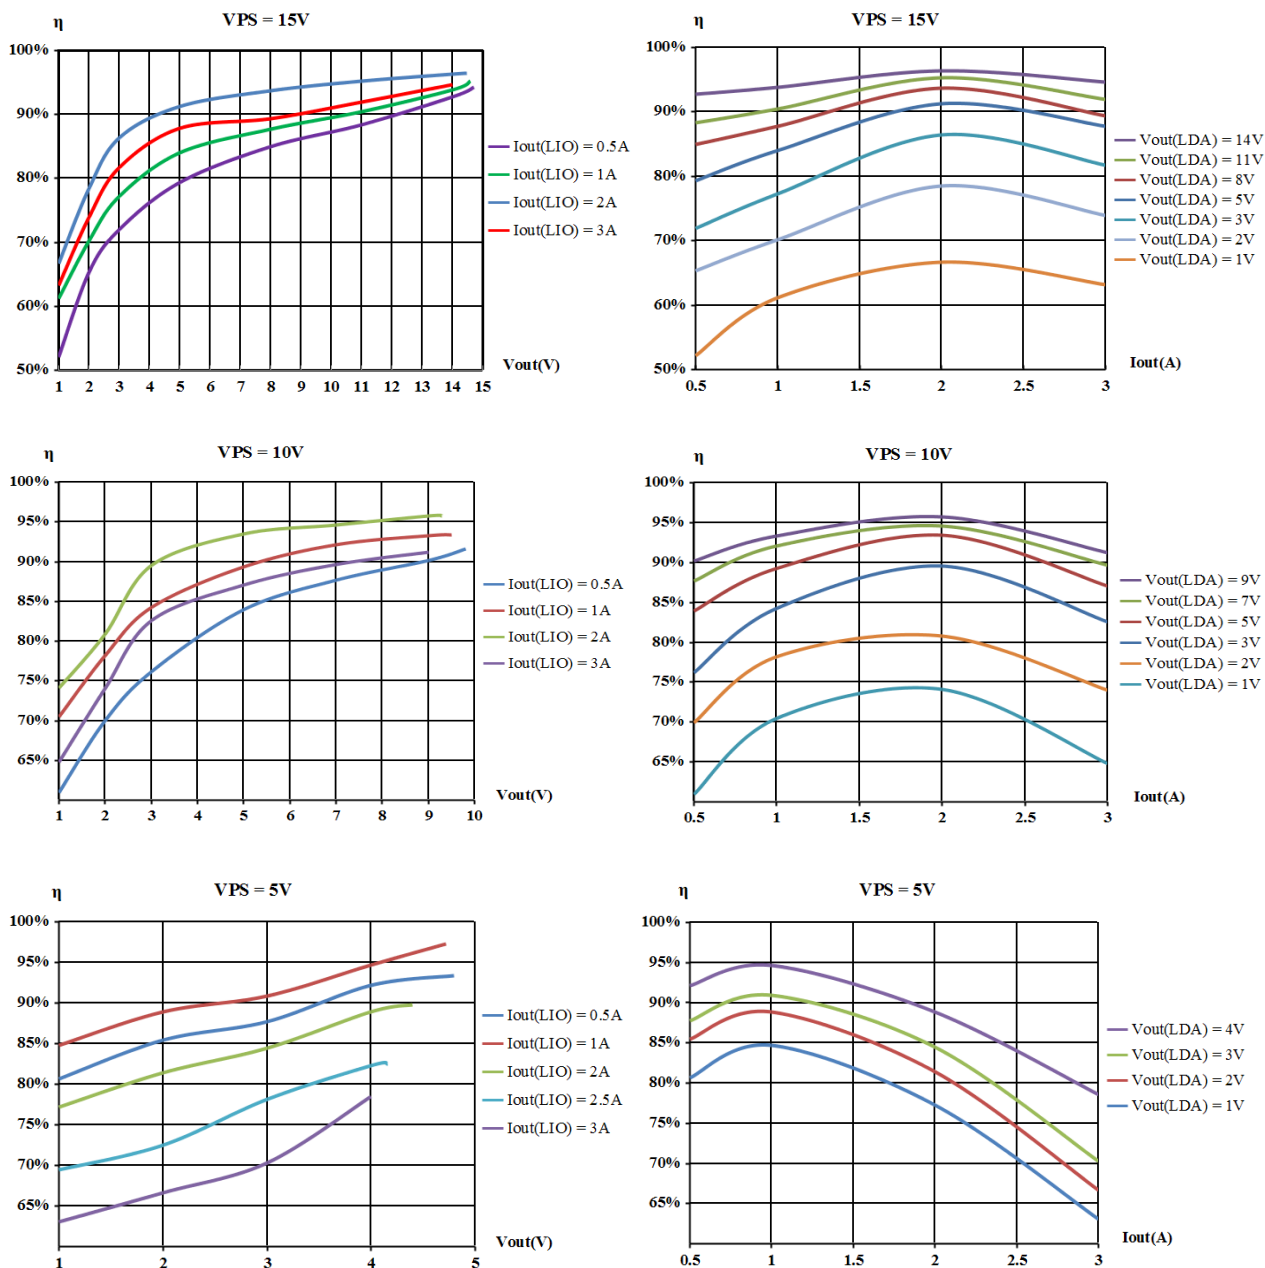 VPS = 15V
η
100%
90%
80%
70%
60%
50%
1 2 3 4 5 6 7 8 9 10 11 12 13 14 15
Vout(V)
Iout(LIO) = 0.5A
Iout(LIO) = 1A
Iout(LIO) = 2A
Iout(LIO) = 3A
VPS = 15V
η
100%
90%
80%
70%
60%
50%
0.5 1 1.5 2 2.5 3
Iout(A)
Vout(LDA) = 14V
Vout(LDA) = 11V
Vout(LDA) = 8V
Vout(LDA) = 5V
Vout(LDA) = 3V
Vout(LDA) = 2V
Vout(LDA) = 1V
VPS = 10V
η
100%
95%
90%
85%
80%
75%
70%
65%
1 2 3 4 5 6 7 8 9 10
Vout(V)
Iout(LIO) = 0.5A
Iout(LIO) = 1A
Iout(LIO) = 2A
Iout(LIO) = 3A
VPS = 10V
η
100%
95%
90%
85%
80%
75%
70%
65%
0.5 1 1.5 2 2.5 3
Iout(A)
Vout(LDA) = 9V
Vout(LDA) = 7V
Vout(LDA) = 5V
Vout(LDA) = 3V
Vout(LDA) = 2V
Vout(LDA) = 1V
VPS = 5V
η
100%
95%
90%
85%
80%
75%
70%
65%
1 2 3 4 5
Vout(V)
Iout(LIO) = 0.5A
Iout(LIO) = 1A
Iout(LIO) = 2A
Iout(LIO) = 2.5A
Iout(LIO) = 3A
VPS = 5V
η
100%
95%
90%
85%
80%
75%
70%
65%
0.5 1 1.5 2 2.5 3
Iout(A)
Vout(LDA) = 4V
Vout(LDA) = 3V
Vout(LDA) = 2V
Vout(LDA) = 1V